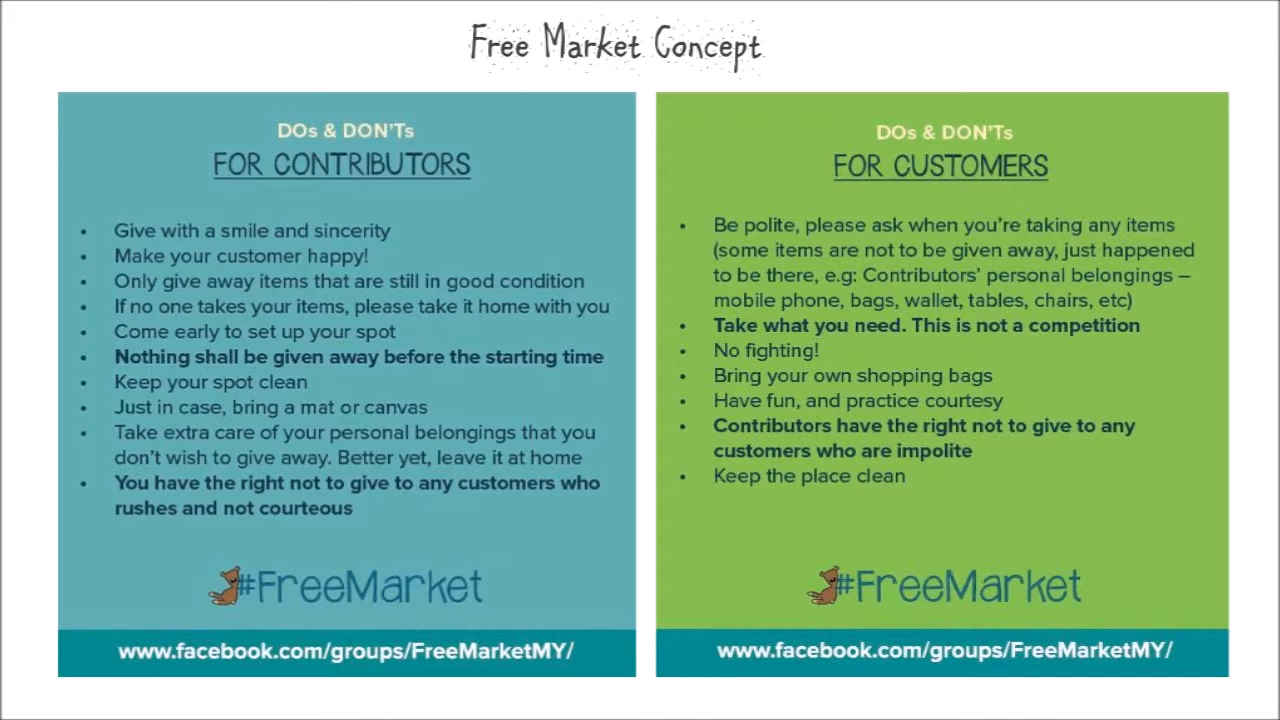 Free Market Concept
DOs & DON'Ts
FOR CONTRIBUTORS
• Give with a smile and sincerity
• Make your customer happy!
• Only give away items that are still in good condition
• If no one takes your items, please take it home with you
• Come early to set up your spot
• Nothing shall be given away before the starting time
• Keep your spot clean
• Just in case, bring a mat or canvas
• Take extra care of your personal belongings that you
don't wish to give away. Better yet, leave it at home
• You have the right not to give to any customers who
rushes and not courteous
#FreeMarket
www.facebook.com/groups/FreeMarketMY/
DOs & DON'Ts
FOR CUSTOMERS
• Be polite, please ask when you're taking any items
(some items are not to be given away, just happened
to be there, e.g: Contributors' personal belongings –
mobile phone, bags, wallet, tables, chairs, etc)
• Take what you need. This is not a competition
• No fighting!
• Bring your own shopping bags
• Have fun, and practice courtesy
• Contributors have the right not to give to any
customers who are impolite
• Keep the place clean
#FreeMarket
www.facebook.com/groups/FreeMarketMY/